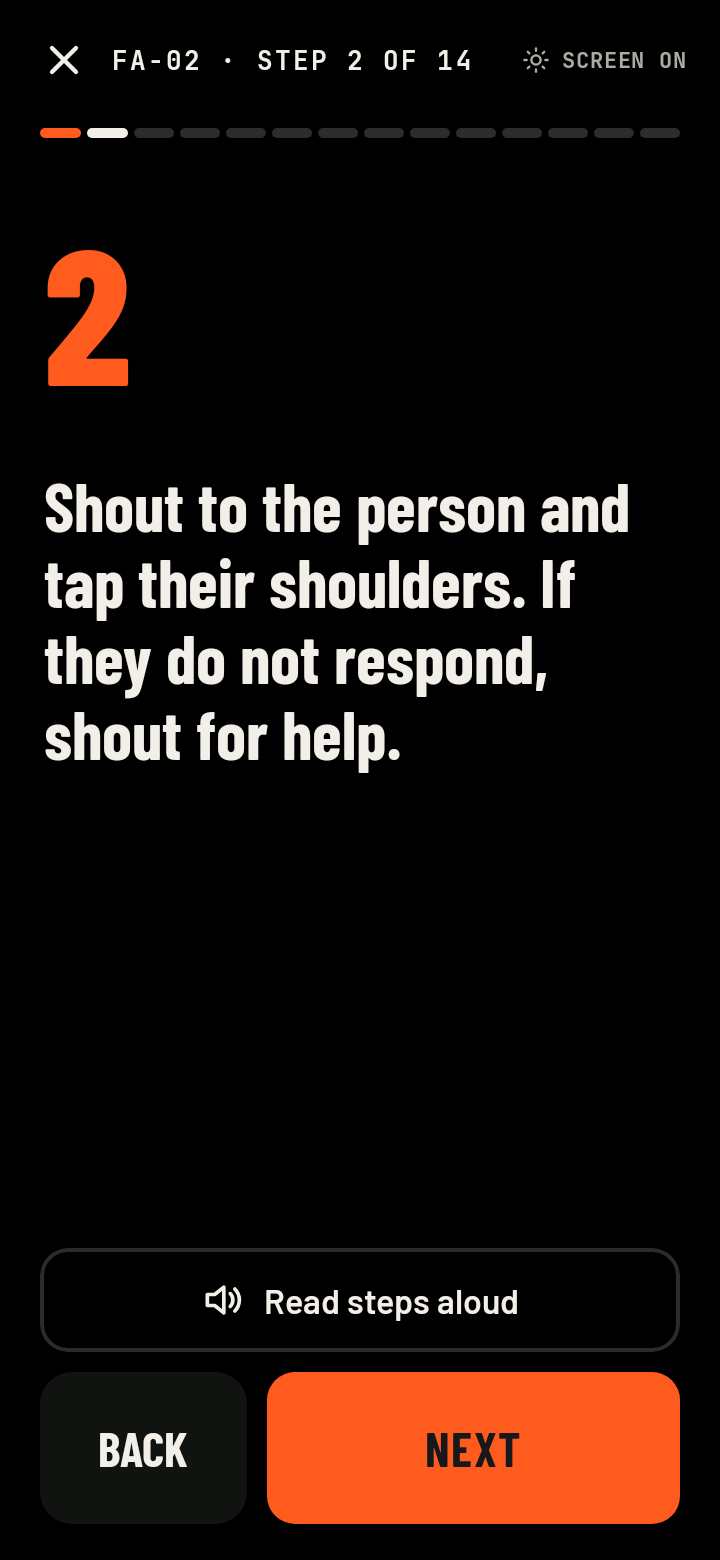 FA-02 · STEP 2 OF 14
SCREEN ON
2
Shout to the person and
tap their shoulders. If
they do not respond,
shout for help.
Read steps aloud
BACK
NEXT